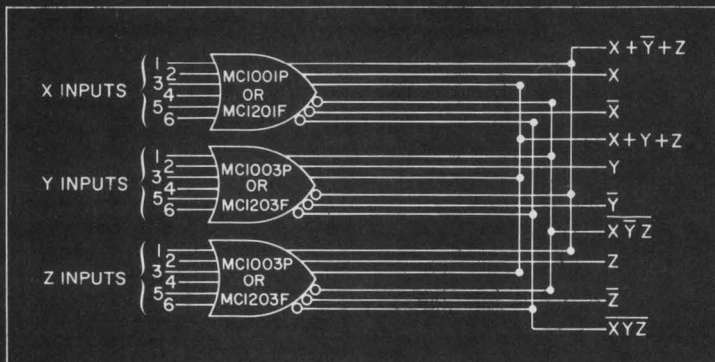 X INPUTS
1
2
3
4
5
6
MC1001P
OR
MC1201F
Y INPUTS
1
2
3
4
5
6
MC1003P
OR
MC1203F
Z INPUTS
1
2
3
4
5
6
MC1003P
OR
MC1203F
X + Y̅ + Z
X
X̅
X + Y + Z
Y
Y̅
X̅ Y̅̅ Z̅
Z
Z̅
X̅Y̅Z̅